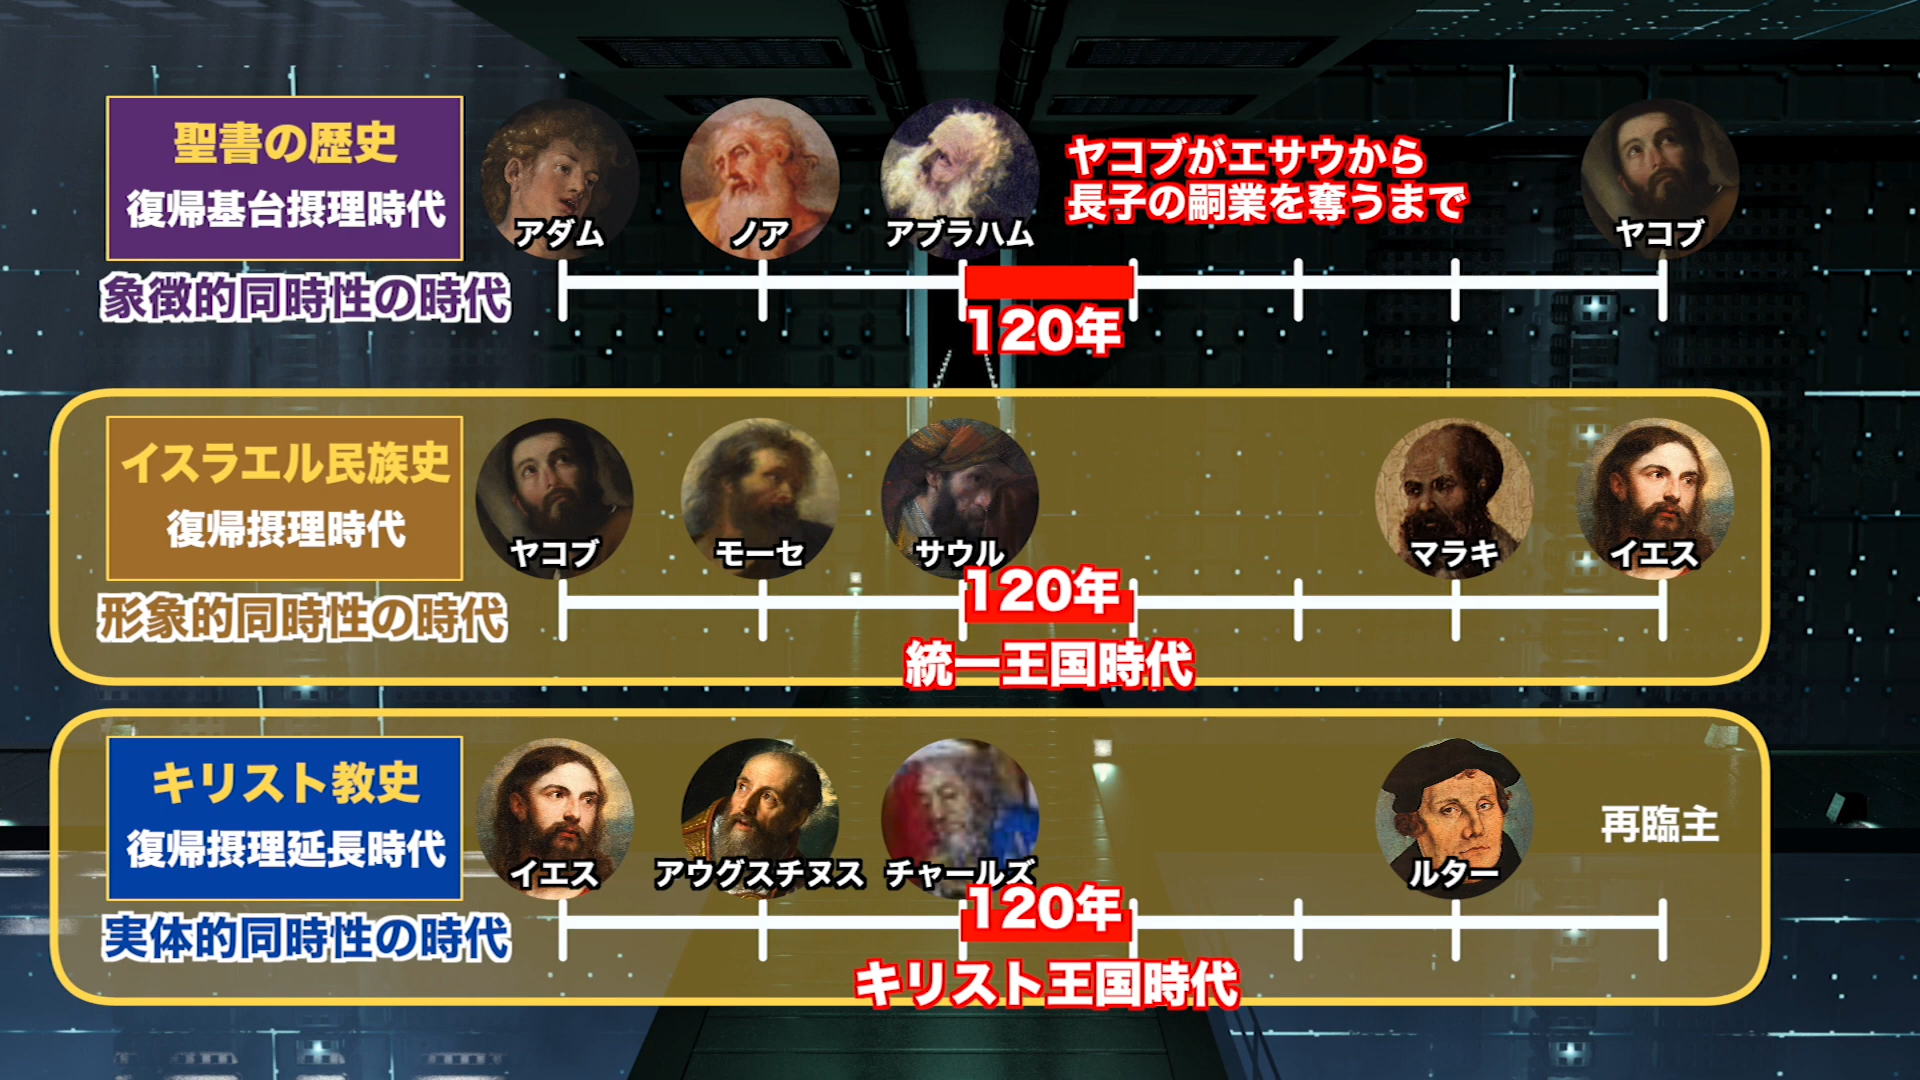 聖書の歴史
復帰基台摂理時代
象徴的同時性の時代
アダム
ノア
アブラハム
ヤコブがエサウから
長子の嗣業を奪うまで
ヤコブ
120年
イスラエル民族史
復帰摂理時代
形象的同時性の時代
ヤコブ
モーセ
サウル
マラキ
イエス
120年
統一王国時代
キリスト教史
復帰摂理延長時代
実体的同時性の時代
イエス
アウグスチヌス
チャールズ
ルター
再臨主
120年
キリスト王国時代